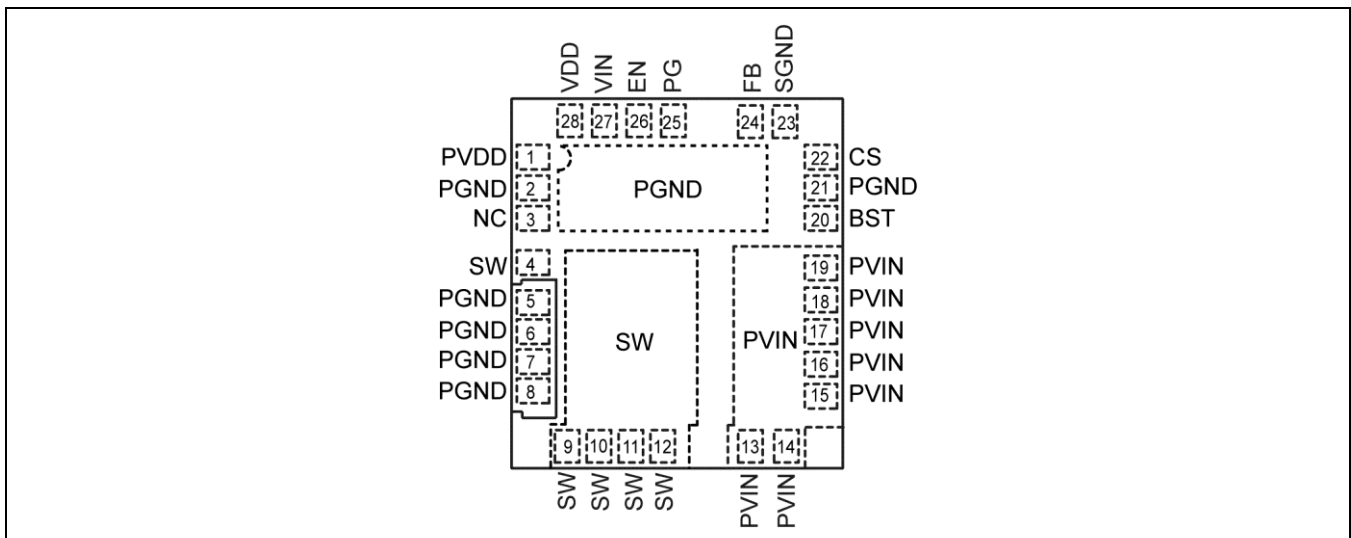 VDD VIN EN PG FB SGND
28 27 26 25 24 23
PVDD 1 22 CS
PGND 2 PGND 21 PGND
NC 3 20 BST
SW 4 19 PVIN
PGND 5 18 PVIN
PGND 6 SW PVIN 17 PVIN
PGND 7 16 PVIN
PGND 8 15 PVIN
9 10 11 12 13 14
SW SW SW SW PVIN PVIN